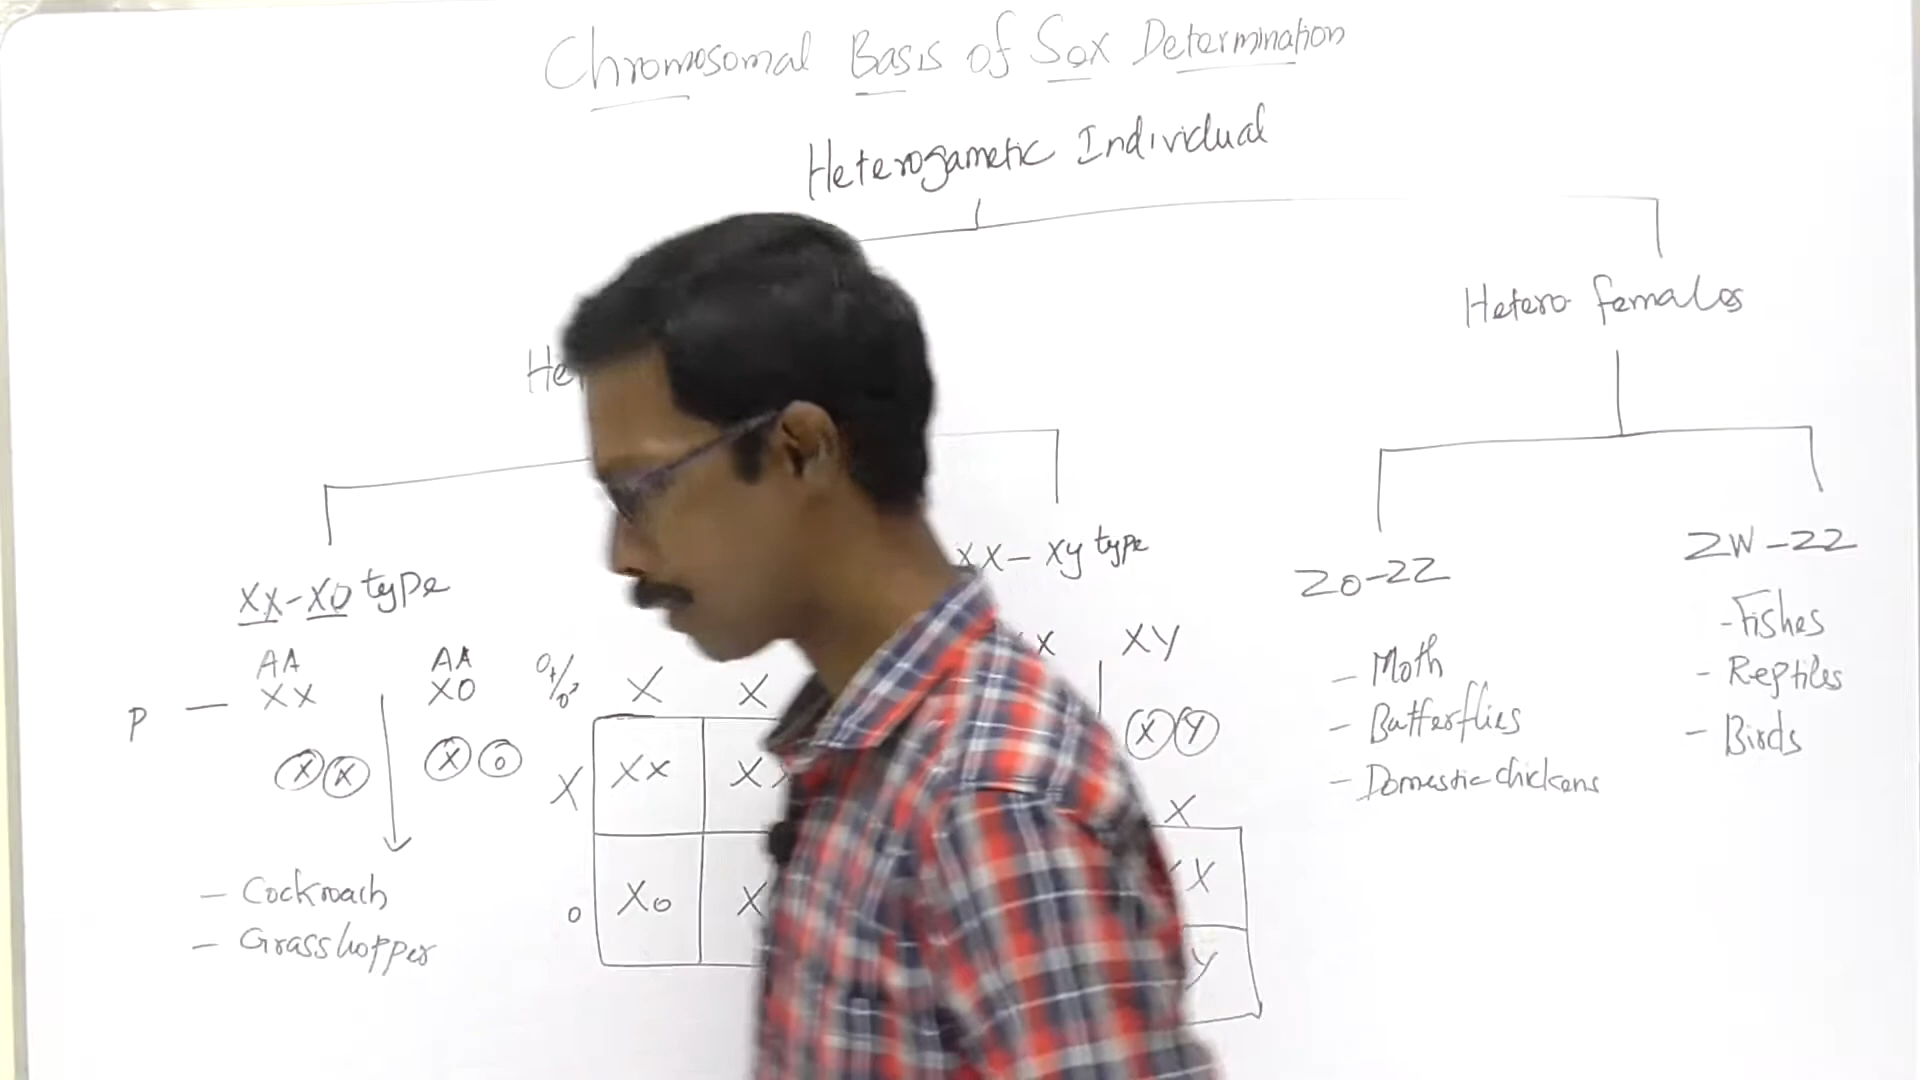 Chromosomal Basis of Sex Determination
Heterogametic Individual
Hetero females
He
XX-XO type
XX-Xy type
ZO-ZZ
ZW-ZZ
AA
XX
AA
XO
P —
X X
X O
X
X
X
O
XX
X
XO
X
X
XY
X Y
X
X
Y
- Cockroach
- Grasshopper
- Moth
- Butterflies
- Domestic chickens
- Fishes
- Reptiles
- Birds